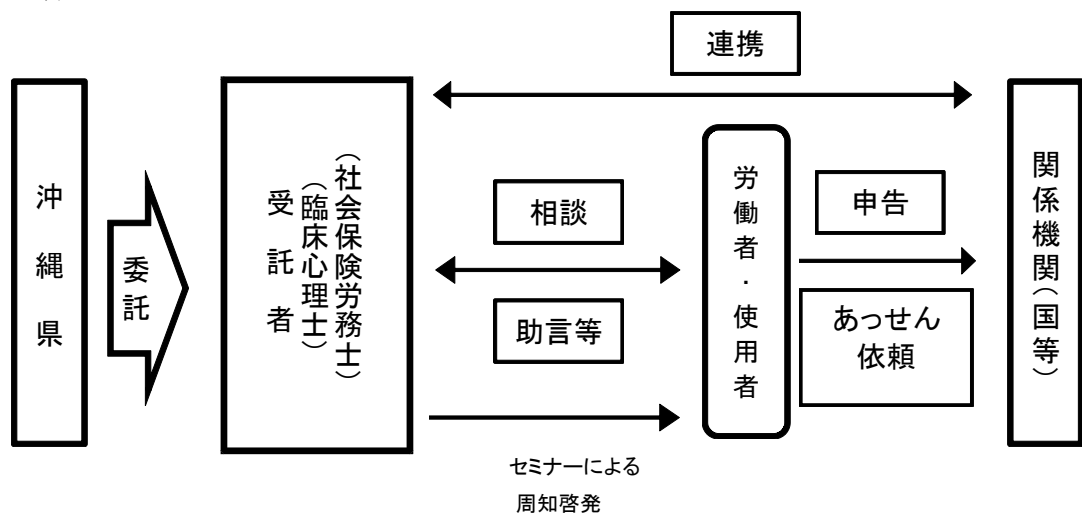 連携
沖縄県
委託
受託者
（臨床心理士）
（社会保険労務士）
相談
助言等
労働者・使用者
申告
あっせん
依頼
関係機関（国等）
セミナーによる
周知啓発